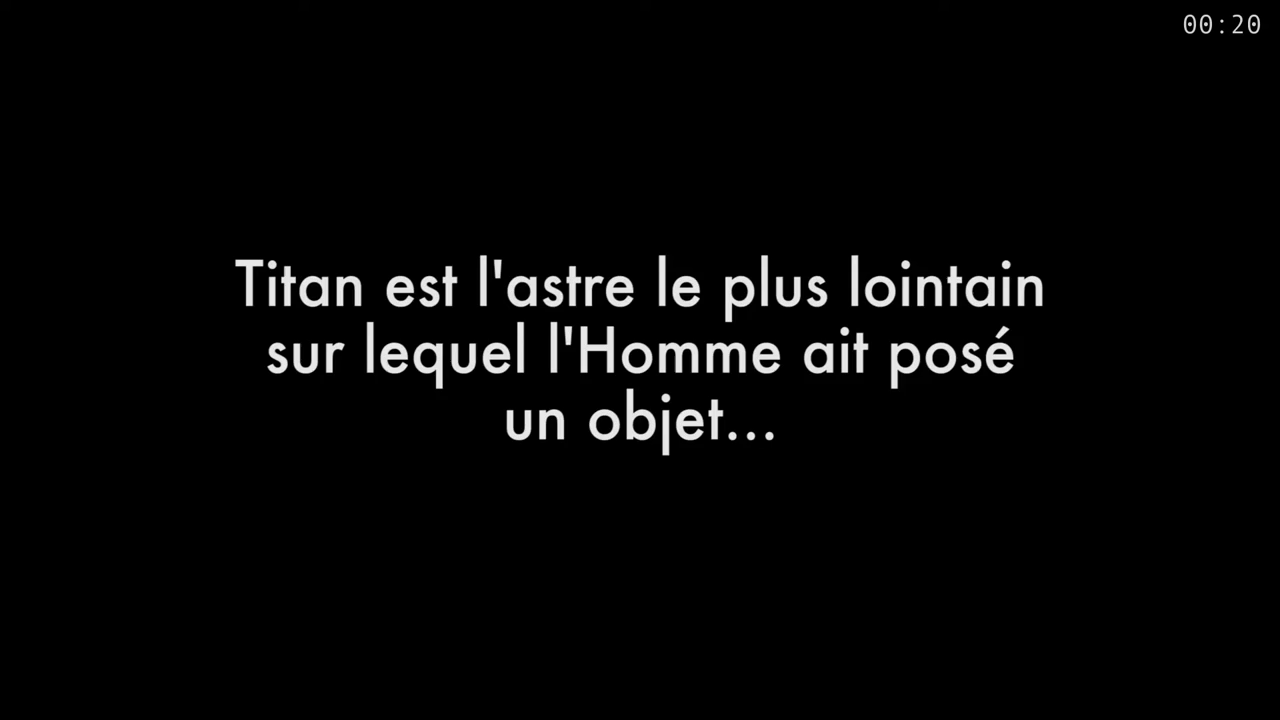 00:20
Titan est l'astre le plus lointain
sur lequel l'Homme ait posé
un objet...